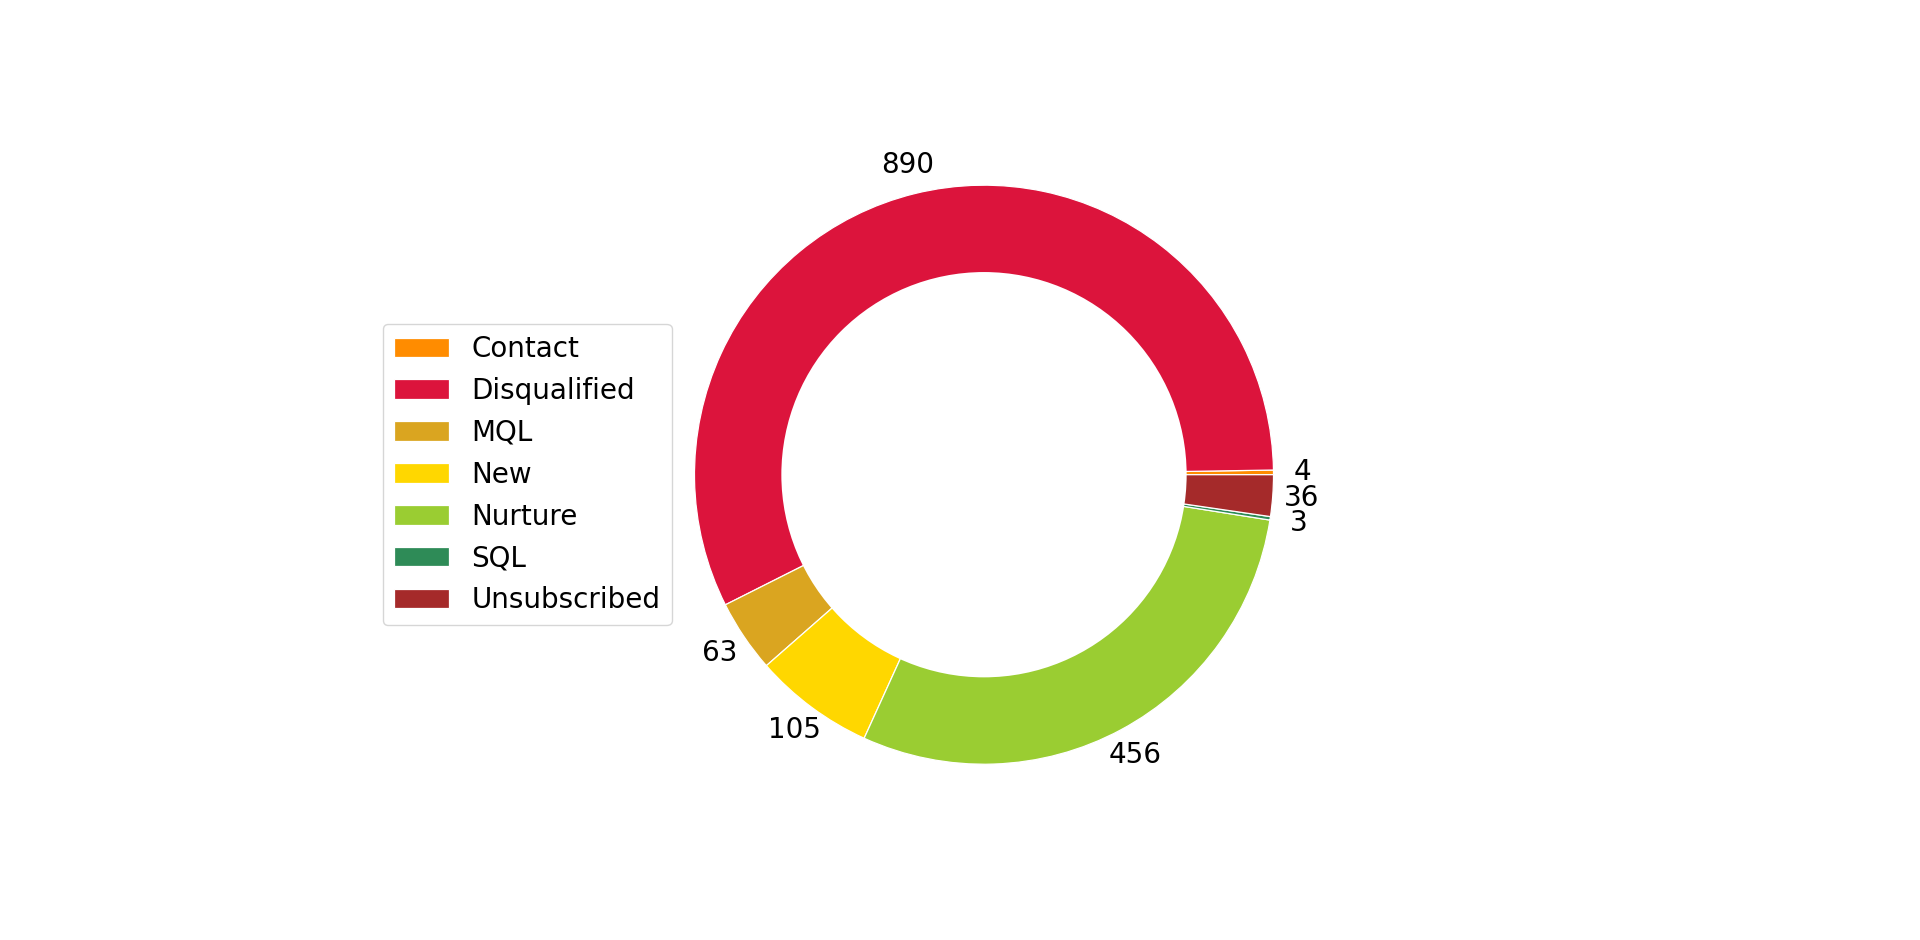 890
Contact
Disqualified
MQL
New
Nurture
SQL
Unsubscribed
4
36
3
63
105
456